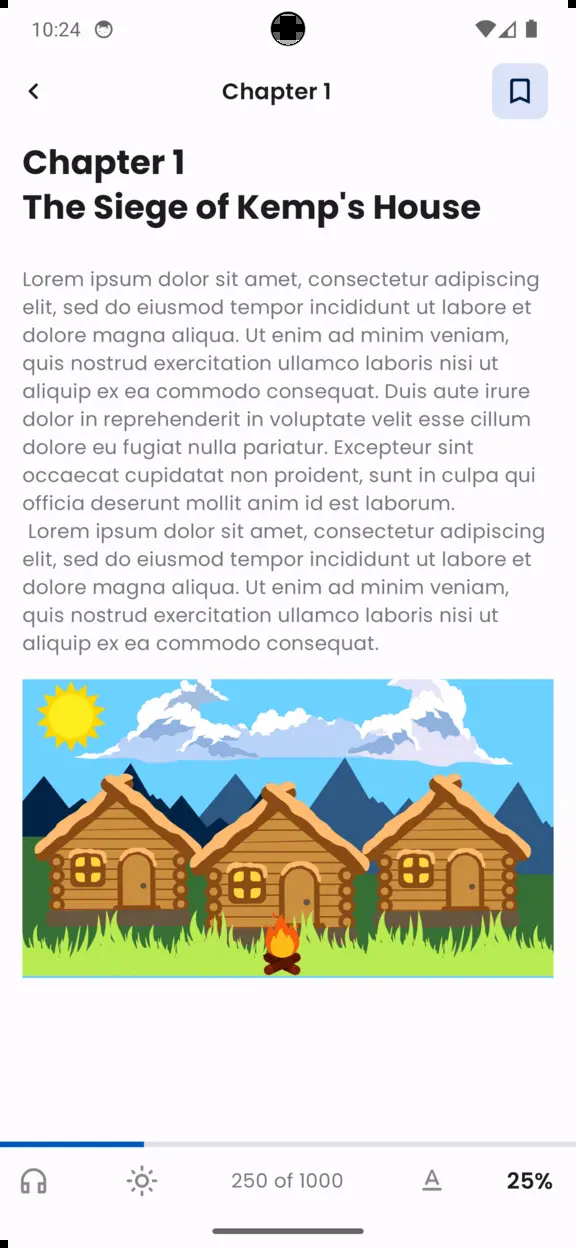 10:24
Chapter 1
Chapter 1
The Siege of Kemp's House
Lorem ipsum dolor sit amet, consectetur adipiscing
elit, sed do eiusmod tempor incididunt ut labore et
dolore magna aliqua. Ut enim ad minim veniam,
quis nostrud exercitation ullamco laboris nisi ut
aliquip ex ea commodo consequat. Duis aute irure
dolor in reprehenderit in voluptate velit esse cillum
dolore eu fugiat nulla pariatur. Excepteur sint
occaecat cupidatat non proident, sunt in culpa qui
officia deserunt mollit anim id est laborum.
Lorem ipsum dolor sit amet, consectetur adipiscing
elit, sed do eiusmod tempor incididunt ut labore et
dolore magna aliqua. Ut enim ad minim veniam,
quis nostrud exercitation ullamco laboris nisi ut
aliquip ex ea commodo consequat.
250 of 1000
A
25%